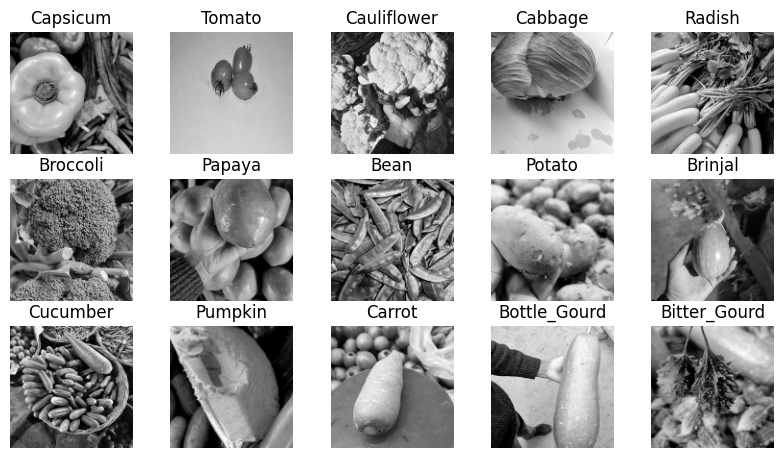 Capsicum Tomato Cauliflower Cabbage Radish
Broccoli Papaya Bean Potato Brinjal
Cucumber Pumpkin Carrot Bottle_Gourd Bitter_Gourd